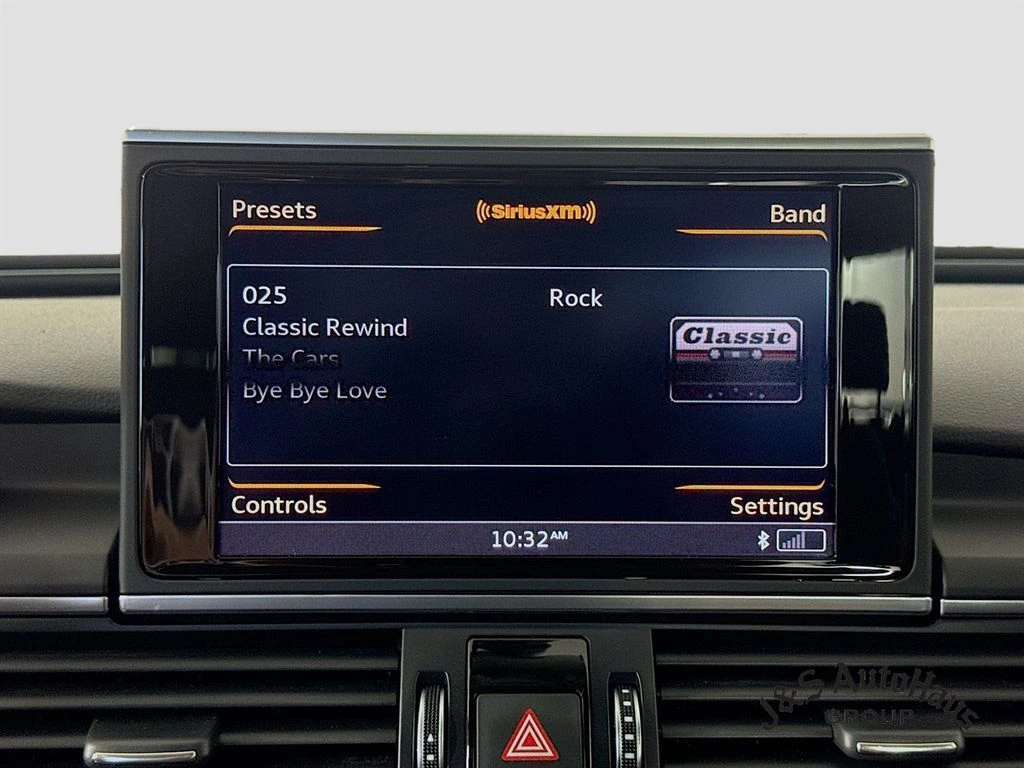 Presets
((SiriusXM))
Band
025
Rock
Classic Rewind
Classic
The Cars
Bye Bye Love
Controls
Settings
10:32AM
J&S AutoHaus
GROUP